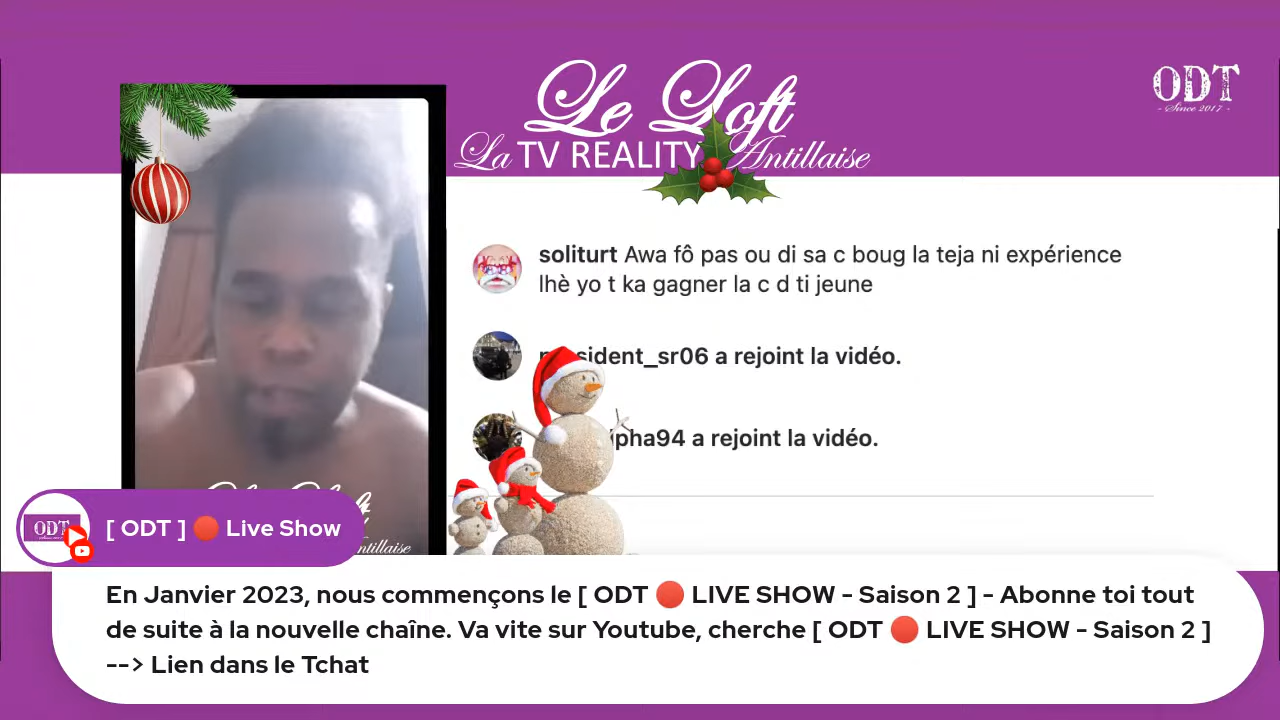 Le Loft
La TV REALITY Antillaise
ODT
- Since 2017 -
soliturt Awa fô pas ou di sa c boug la teja ni expérience
lhè yo t ka gagner la c d ti jeune
sident_sr06 a rejoint la vidéo.
pha94 a rejoint la vidéo.
ntillaise
ODT
[ ODT ] 🔴 Live Show
En Janvier 2023, nous commençons le [ ODT 🔴 LIVE SHOW - Saison 2 ] - Abonne toi tout
de suite à la nouvelle chaîne. Va vite sur Youtube, cherche [ ODT 🔴 LIVE SHOW - Saison 2 ]
--> Lien dans le Tchat